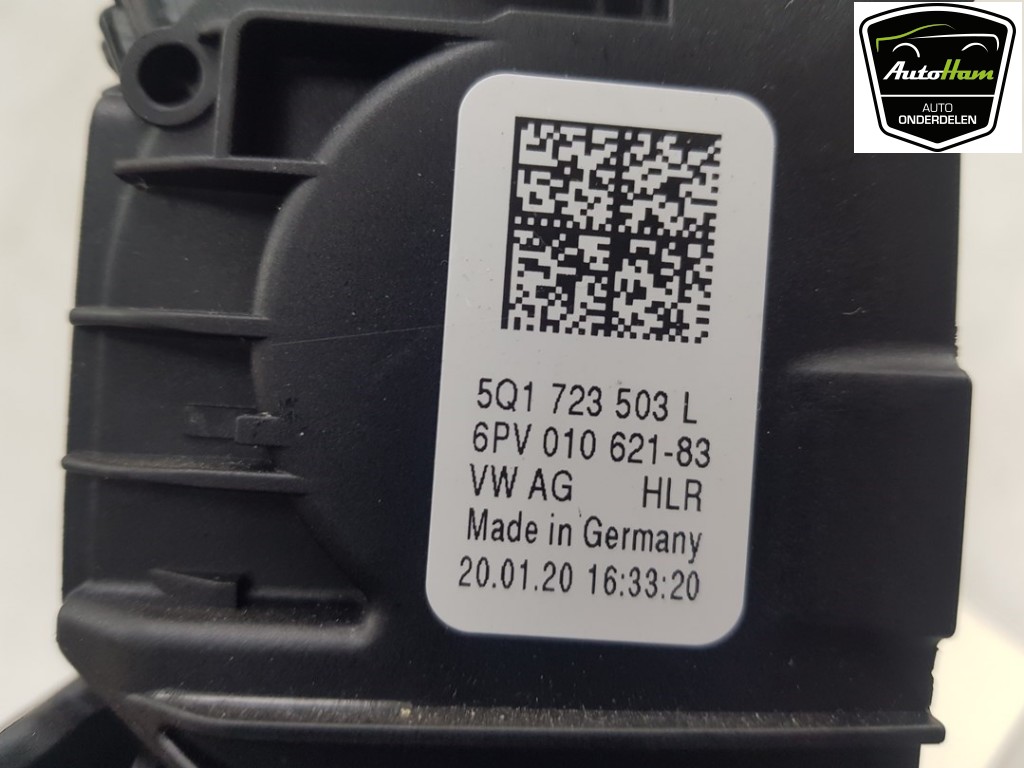 AutoHam
AUTO
ONDERDELEN
5Q1 723 503 L
6PV 010 621-83
VW AG HLR
Made in Germany
20.01.20 16:33:20